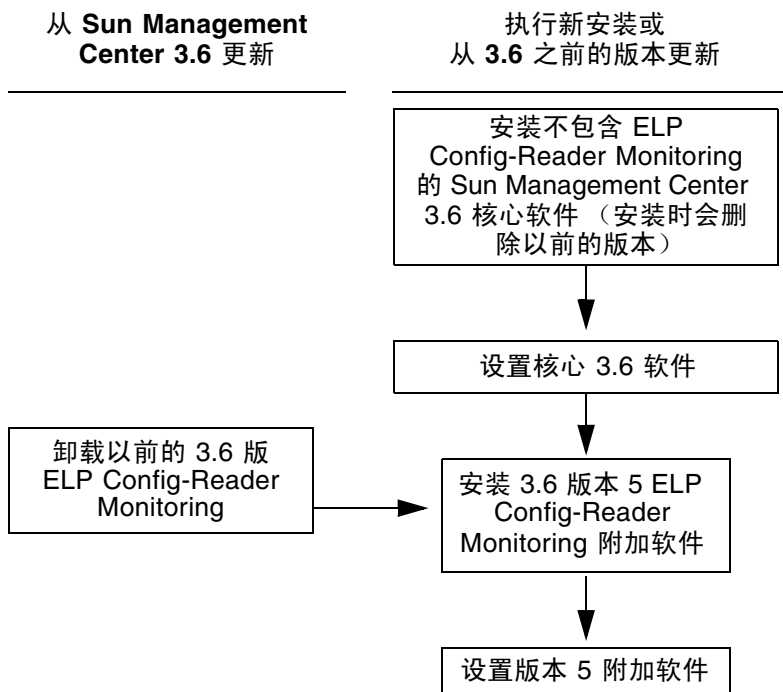 从 Sun Management
Center 3.6 更新
执行新安装或
从 3.6 之前的版本更新
安装不包含 ELP
Config-Reader Monitoring
的 Sun Management Center
3.6 核心软件 （安装时会删
除以前的版本）
设置核心 3.6 软件
卸载以前的 3.6 版
ELP Config-Reader
Monitoring
安装 3.6 版本 5 ELP
Config-Reader
Monitoring 附加软件
设置版本 5 附加软件